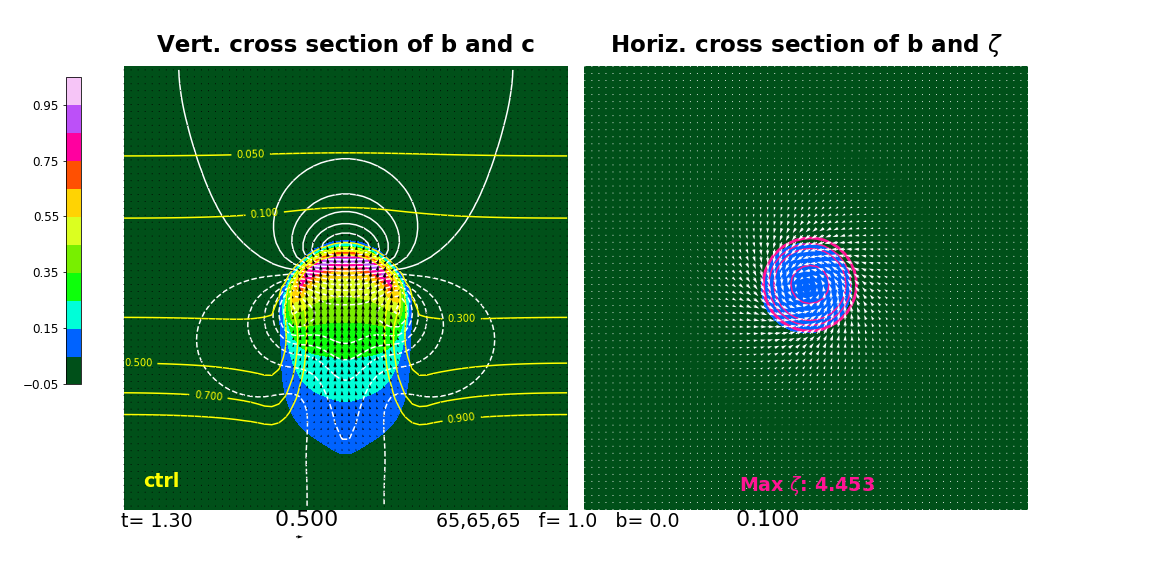 Vert. cross section of b and c
Horiz. cross section of b and ζ
0.95
0.75
0.55
0.35
0.15
−0.05
0.050
0.100
0.300
0.500
0.700
0.900
ctrl
Max ζ: 4.453
t= 1.30
0.500
65,65,65
f= 1.0
b= 0.0
0.100